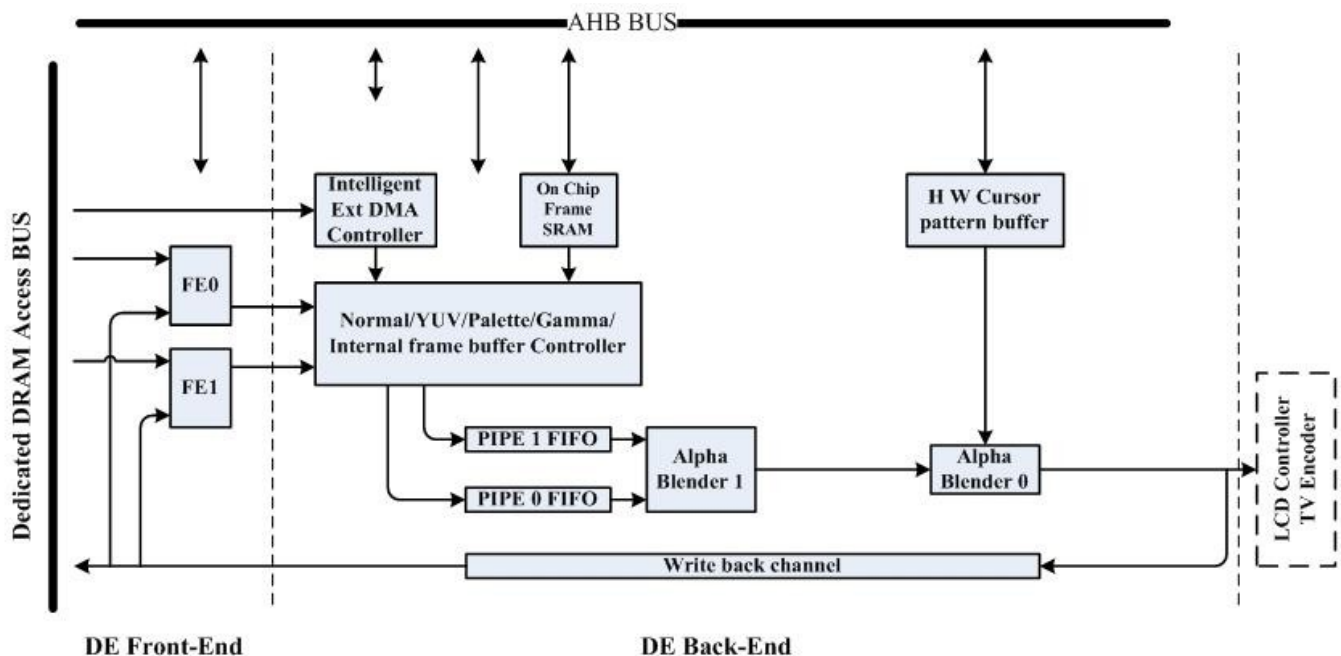 AHB BUS
Dedicated DRAM Access BUS
Intelligent
Ext DMA
Controller
On Chip
Frame
SRAM
H W Cursor
pattern buffer
FE0
FE1
Normal/YUV/Palette/Gamma/
Internal frame buffer Controller
PIPE 1 FIFO
PIPE 0 FIFO
Alpha
Blender 1
Alpha
Blender 0
LCD Controller
TV Encoder
Write back channel
DE Front-End
DE Back-End